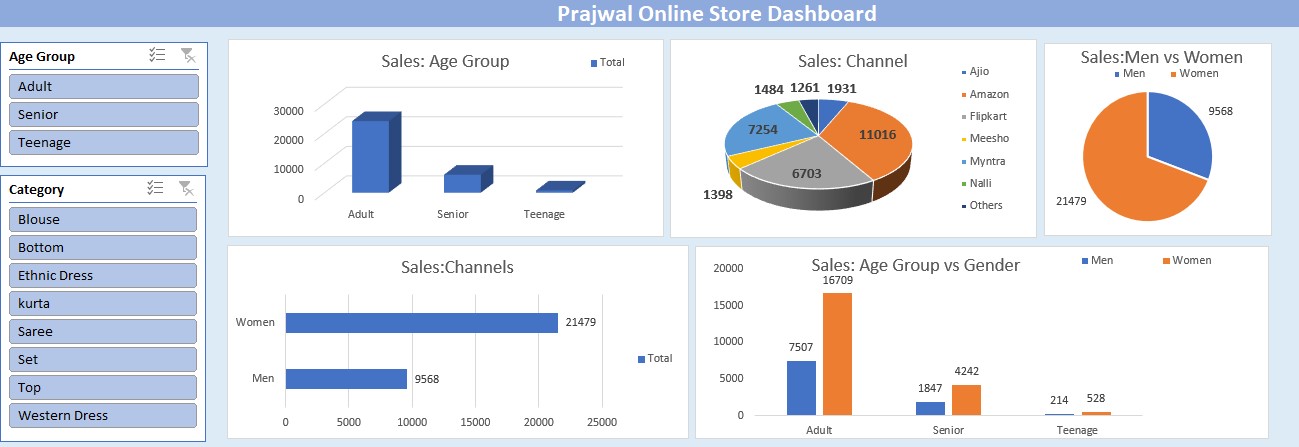 Prajwal Online Store Dashboard
Age Group
Adult
Senior
Teenage
Category
Blouse
Bottom
Ethnic Dress
kurta
Saree
Set
Top
Western Dress
Sales: Age Group
Total
30000
20000
10000
0
Adult Senior Teenage
Sales: Channel
1484 1261 1931
7254 11016
6703
1398
Ajio
Amazon
Flipkart
Meesho
Myntra
Nalli
Others
Sales:Men vs Women
Men Women
9568
21479
Sales:Channels
Women 21479
Men 9568
Total
0 5000 10000 15000 20000 25000
Sales: Age Group vs Gender
Men Women
20000
15000
10000
5000
0
7507 16709
1847 4242
214 528
Adult Senior Teenage